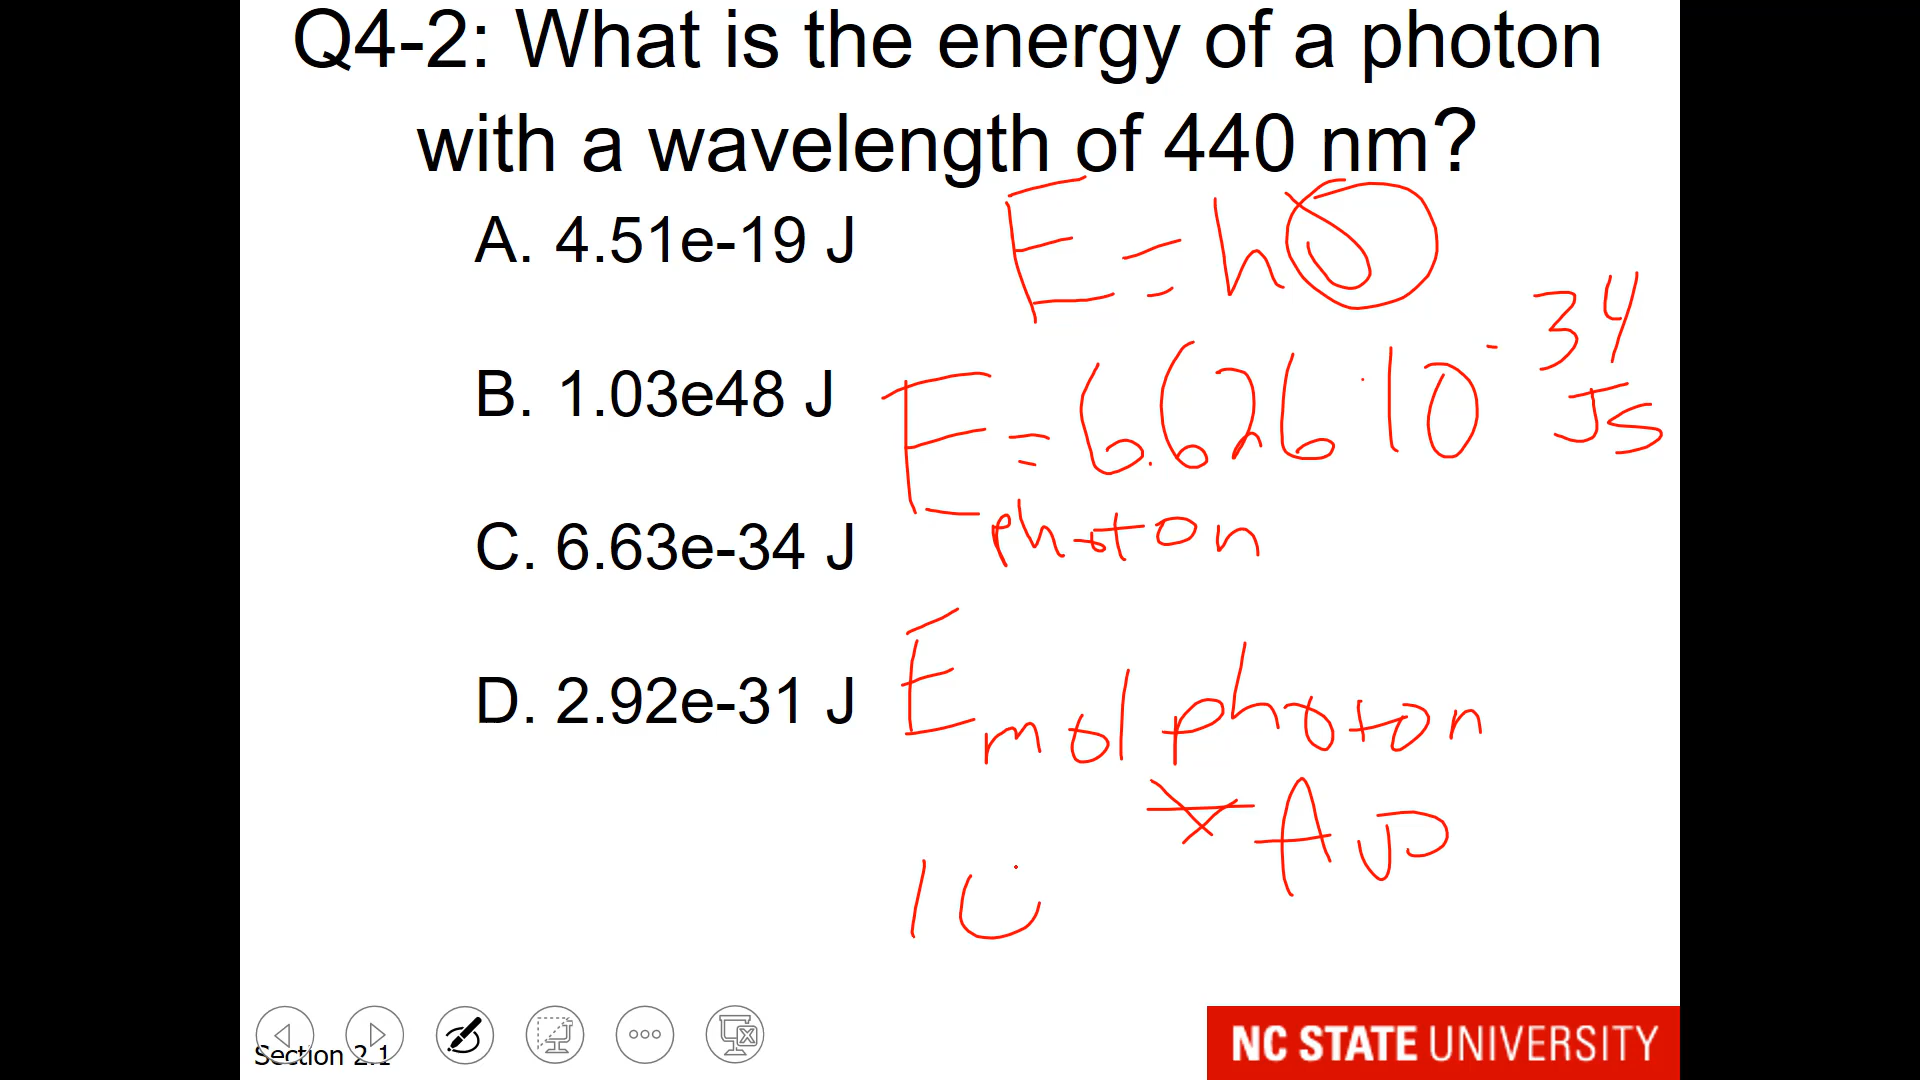 Q4-2: What is the energy of a photon
with a wavelength of 440 nm?
A. 4.51e-19 J
E = h
B. 1.03e48 J
E photon = 6.626 · 10 -34 Js
C. 6.63e-34 J
D. 2.92e-31 J
E mol photon
Section 2.1
NC STATE UNIVERSITY